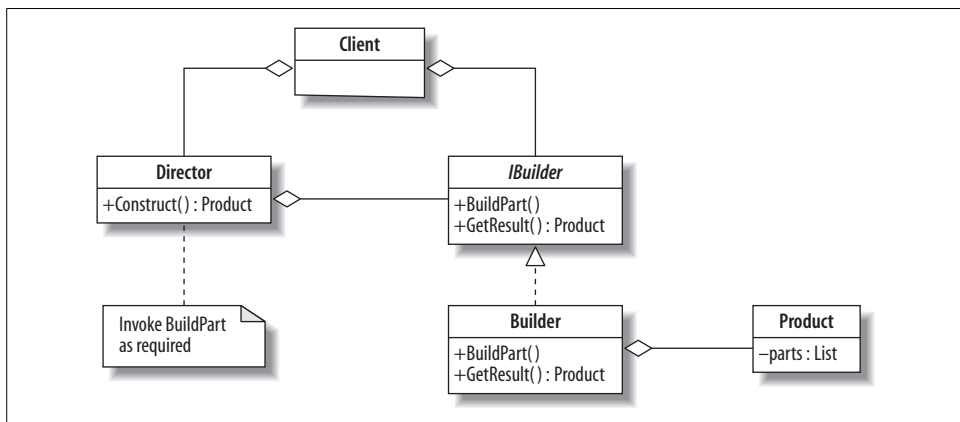 Client
Director
+Construct() : Product
IBuilder
+BuildPart()
+GetResult() : Product
Invoke BuildPart
as required
Builder
+BuildPart()
+GetResult() : Product
Product
–parts : List